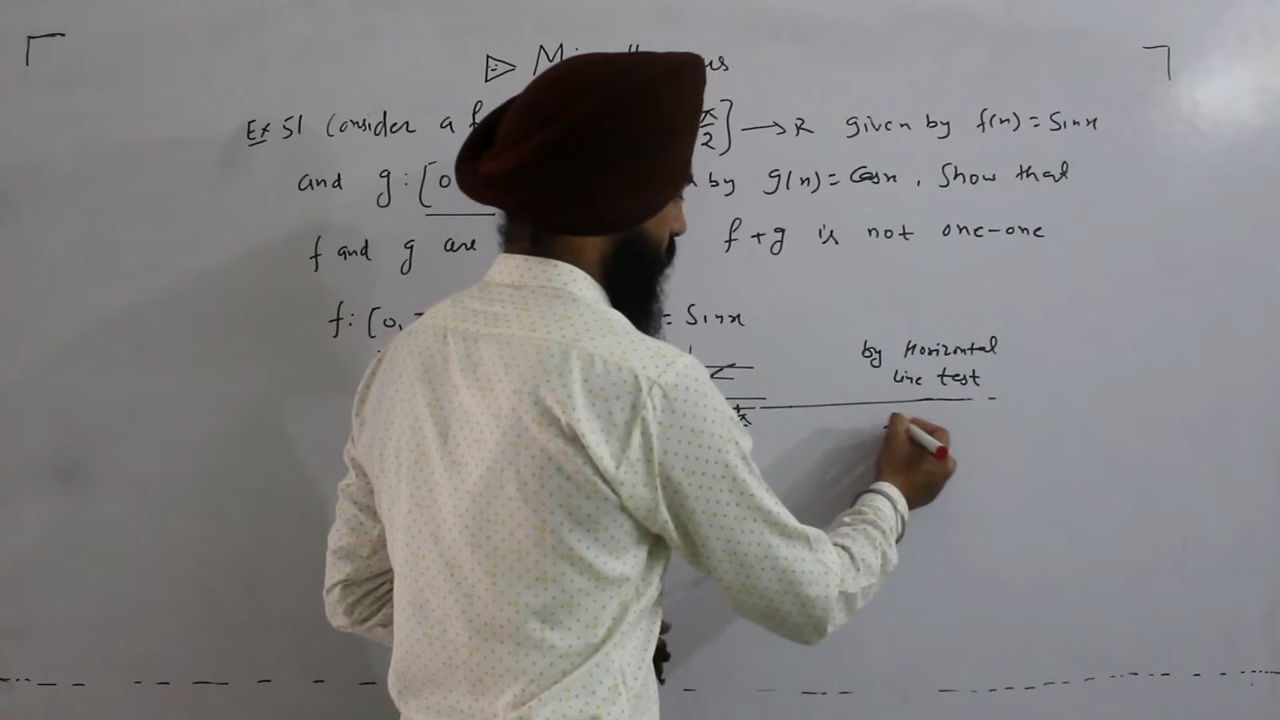 Ex 51 Consider a f π/2] → R given by f(x) = Sinx
and g : [0 by g(x) = Cosx, Show that
f and g are f + g is not one-one
f : [0, = Sinx
by Horizontal
Line test